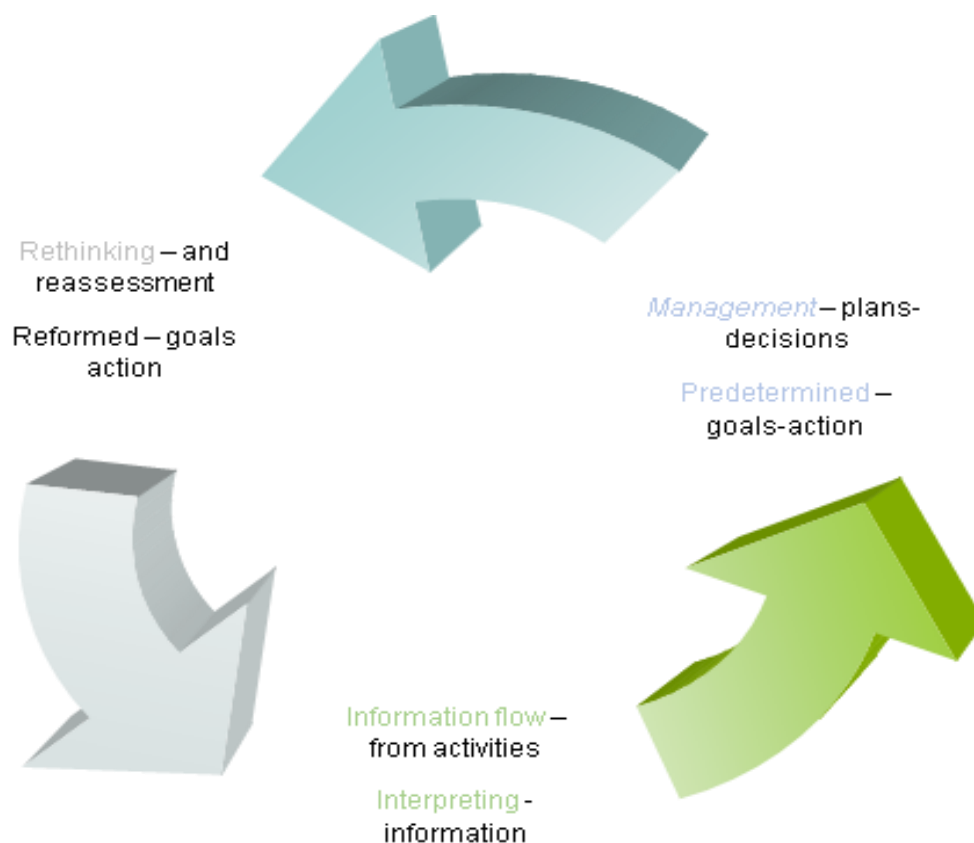 Rethinking – and
reassessment
Reformed – goals
action
Management – plans-
decisions
Predetermined –
goals-action
Information flow –
from activities
Interpreting -
information